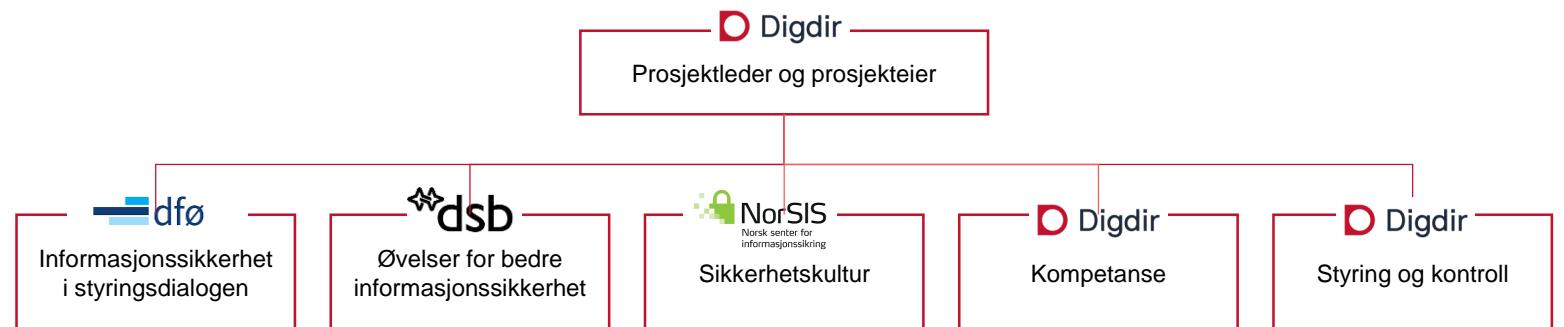 Digdir
Prosjektleder og prosjekteier
dfø
Informasjonssikkerhet
i styringsdialogen
dsb
Øvelser for bedre
informasjonssikkerhet
NorSIS
Norsk senter for
informasjonssikring
Sikkerhetskultur
Digdir
Kompetanse
Digdir
Styring og kontroll